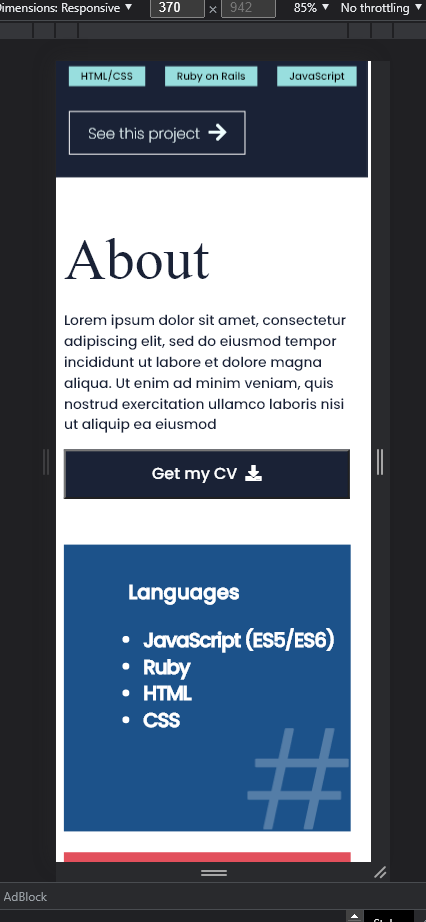 Dimensions: Responsive ▼ 370 × 942 85% ▼ No throttling ▼
HTML/CSS Ruby on Rails JavaScript
See this project
About
Lorem ipsum dolor sit amet, consectetur
adipiscing elit, sed do eiusmod tempor
incididunt ut labore et dolore magna
aliqua. Ut enim ad minim veniam, quis
nostrud exercitation ullamco laboris nisi
ut aliquip ea eiusmod
Get my CV
Languages
• JavaScript (ES5/ES6)
• Ruby
• HTML
• CSS
#
AdBlock